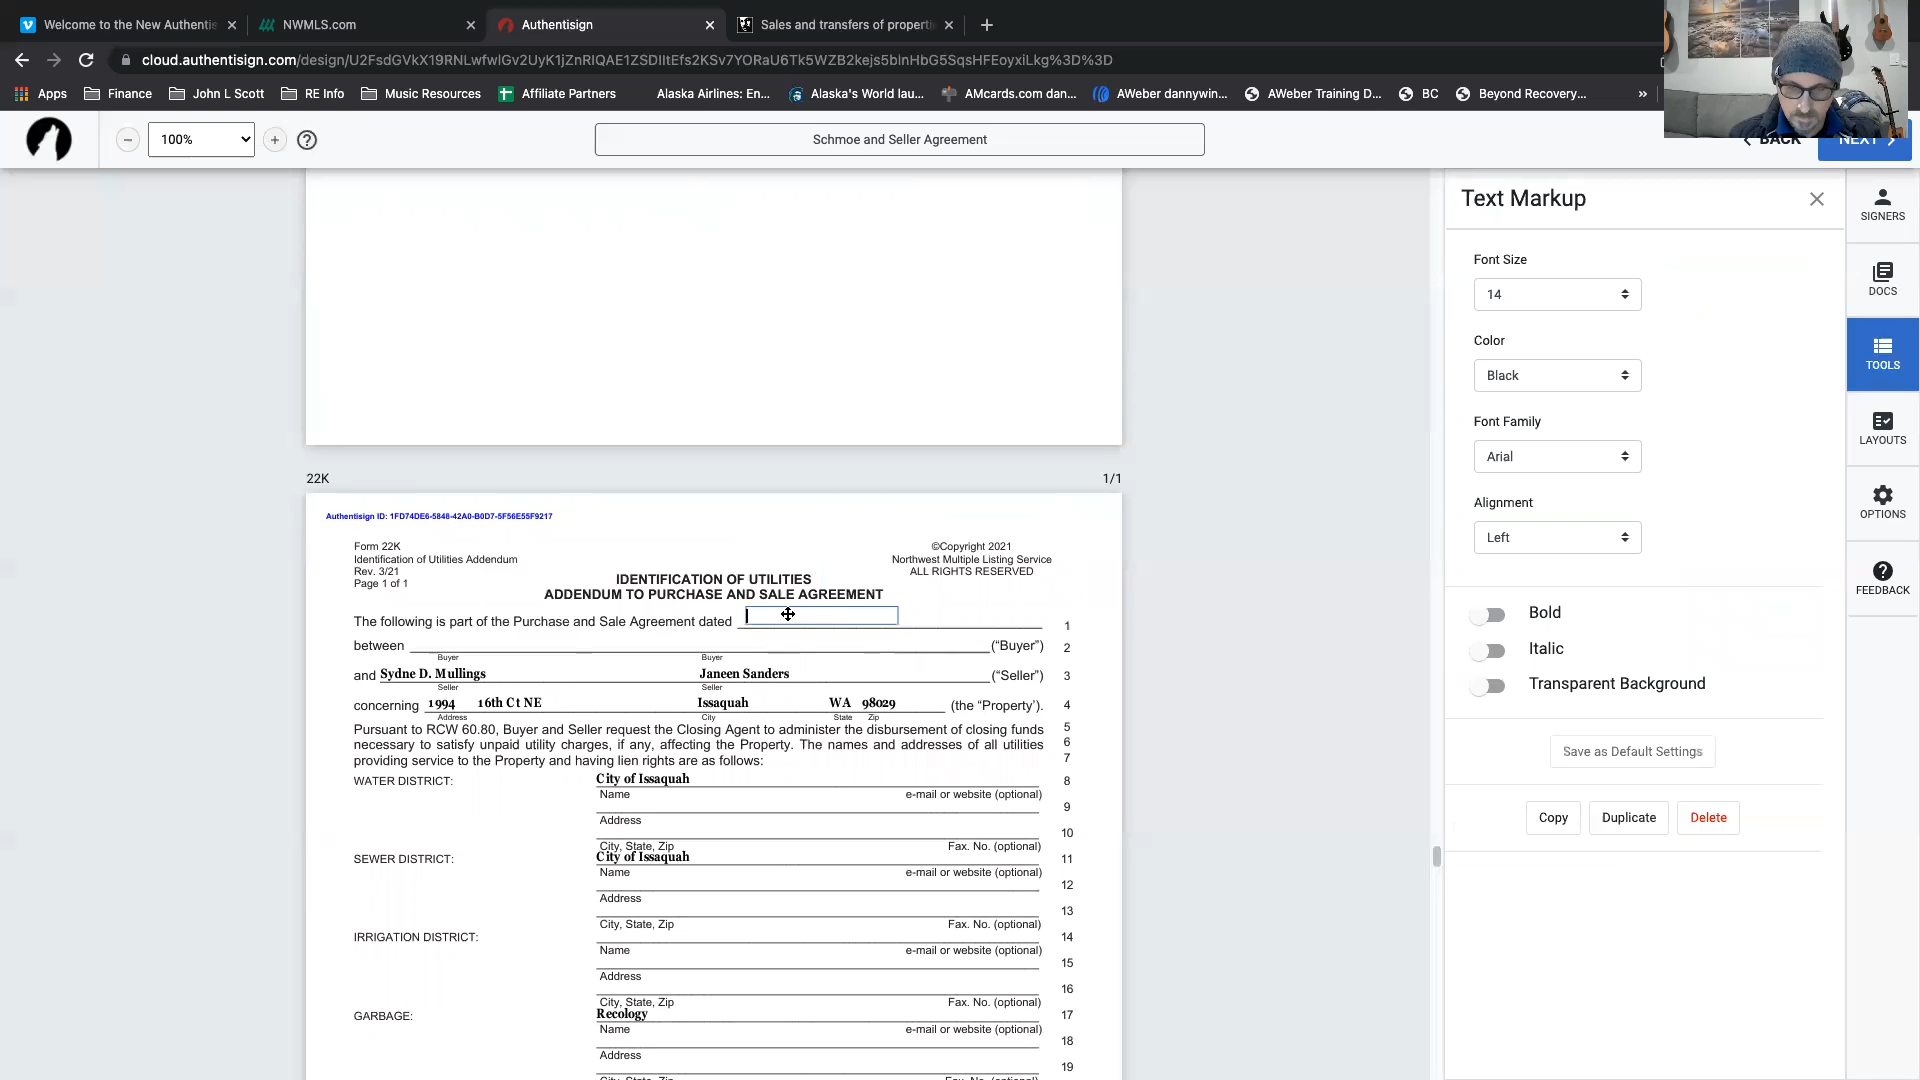 Welcome to the New Authentis
NWMLS.com
Authentisign
Sales and transfers of properti
cloud.authentisign.com/design/U2FsdGVkX19RNLwfwlGv2UyK1jZnRIQAE1ZSDIItEfs2KSv7YORaU6Tk5WZB2kejs5blnHbG5SqsHFEoyxiLkg%3D%3D
Apps
Finance
John L Scott
RE Info
Music Resources
Affiliate Partners
Alaska Airlines: En...
Alaska's World lau...
AMcards.com dan...
AWeber dannywin...
AWeber Training D...
BC
Beyond Recovery...
»
100%
Schmoe and Seller Agreement
BACK
NEXT
22K
1/1
Authentisign ID: 1FD74DE6-5848-42A0-B0D7-5F56E55F9217
Form 22K
Identification of Utilities Addendum
Rev. 3/21
Page 1 of 1
©Copyright 2021
Northwest Multiple Listing Service
ALL RIGHTS RESERVED
IDENTIFICATION OF UTILITIES
ADDENDUM TO PURCHASE AND SALE AGREEMENT
The following is part of the Purchase and Sale Agreement dated 1
between (“Buyer”) 2
Buyer Buyer
and Sydne D. Mullings Janeen Sanders (“Seller”) 3
Seller Seller
concerning 1994 16th Ct NE Issaquah WA 98029 (the “Property’). 4
Address City State Zip
Pursuant to RCW 60.80, Buyer and Seller request the Closing Agent to administer the disbursement of closing funds 5
necessary to satisfy unpaid utility charges, if any, affecting the Property. The names and addresses of all utilities 6
providing service to the Property and having lien rights are as follows: 7
WATER DISTRICT: City of Issaquah 8
Name e-mail or website (optional)
9
Address
10
City, State, Zip Fax. No. (optional)
SEWER DISTRICT: City of Issaquah 11
Name e-mail or website (optional)
12
Address
13
City, State, Zip Fax. No. (optional)
IRRIGATION DISTRICT: 14
Name e-mail or website (optional)
15
Address
16
City, State, Zip Fax. No. (optional)
GARBAGE: Recology 17
Name e-mail or website (optional)
18
Address
19
Text Markup
Font Size
14
Color
Black
Font Family
Arial
Alignment
Left
Bold
Italic
Transparent Background
Save as Default Settings
Copy
Duplicate
Delete
SIGNERS
DOCS
TOOLS
LAYOUTS
OPTIONS
FEEDBACK